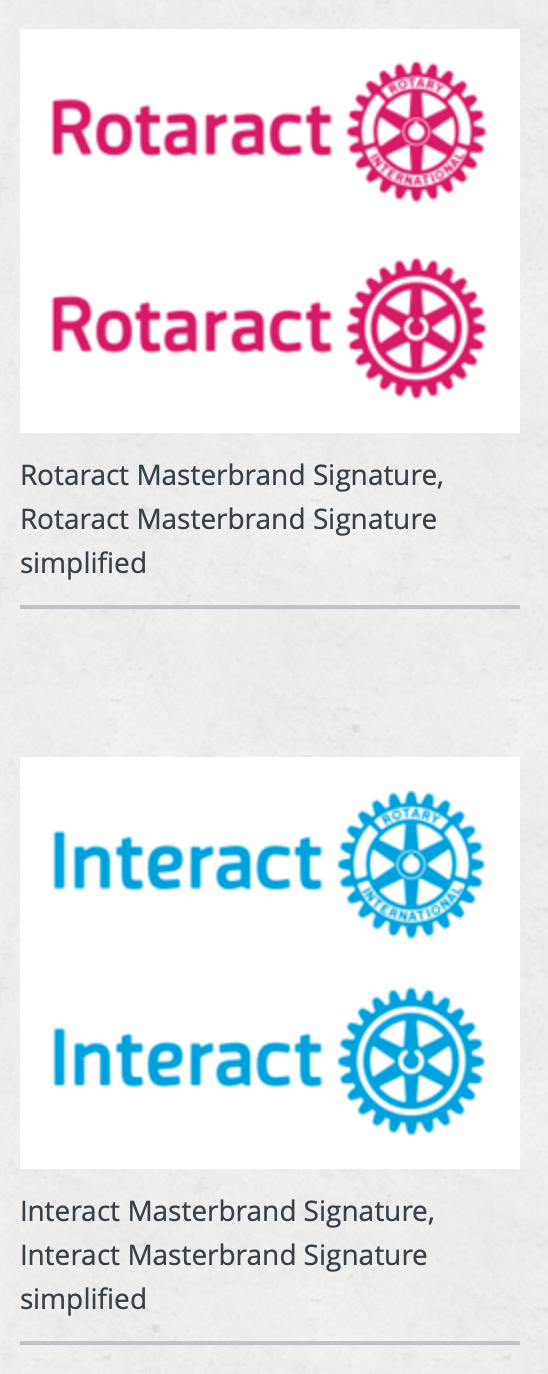 Rotaract
ROTARY
INTERNATIONAL
Rotaract
Rotaract Masterbrand Signature,
Rotaract Masterbrand Signature
simplified
Interact
ROTARY
INTERNATIONAL
Interact
Interact Masterbrand Signature,
Interact Masterbrand Signature
simplified